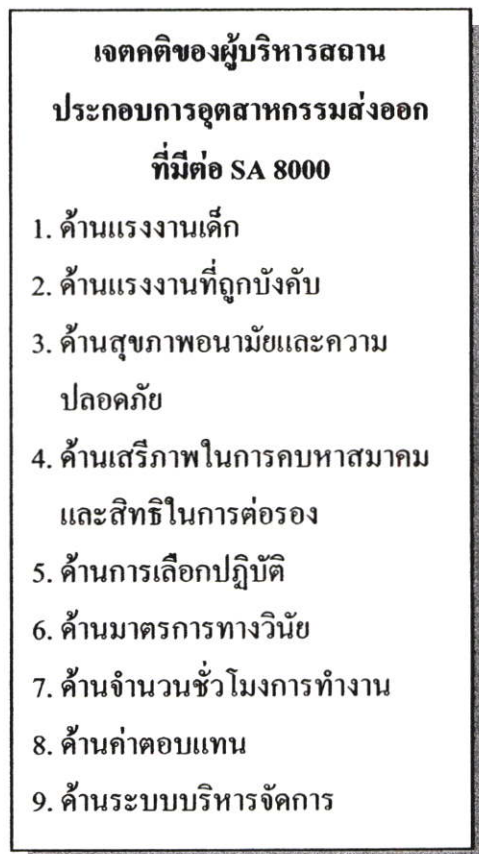 เจตคติของผู้บริหารสถาน
ประกอบการอุตสาหกรรมส่งออก
ที่มีต่อ SA 8000
1. ด้านแรงงานเด็ก
2. ด้านแรงงานที่ถูกบังคับ
3. ด้านสุขภาพอนามัยและความ
ปลอดภัย
4. ด้านเสรีภาพในการคบหาสมาคม
และสิทธิในการต่อรอง
5. ด้านการเลือกปฏิบัติ
6. ด้านมาตรการทางวินัย
7. ด้านจำนวนชั่วโมงการทำงาน
8. ด้านค่าตอบแทน
9. ด้านระบบบริหารจัดการ